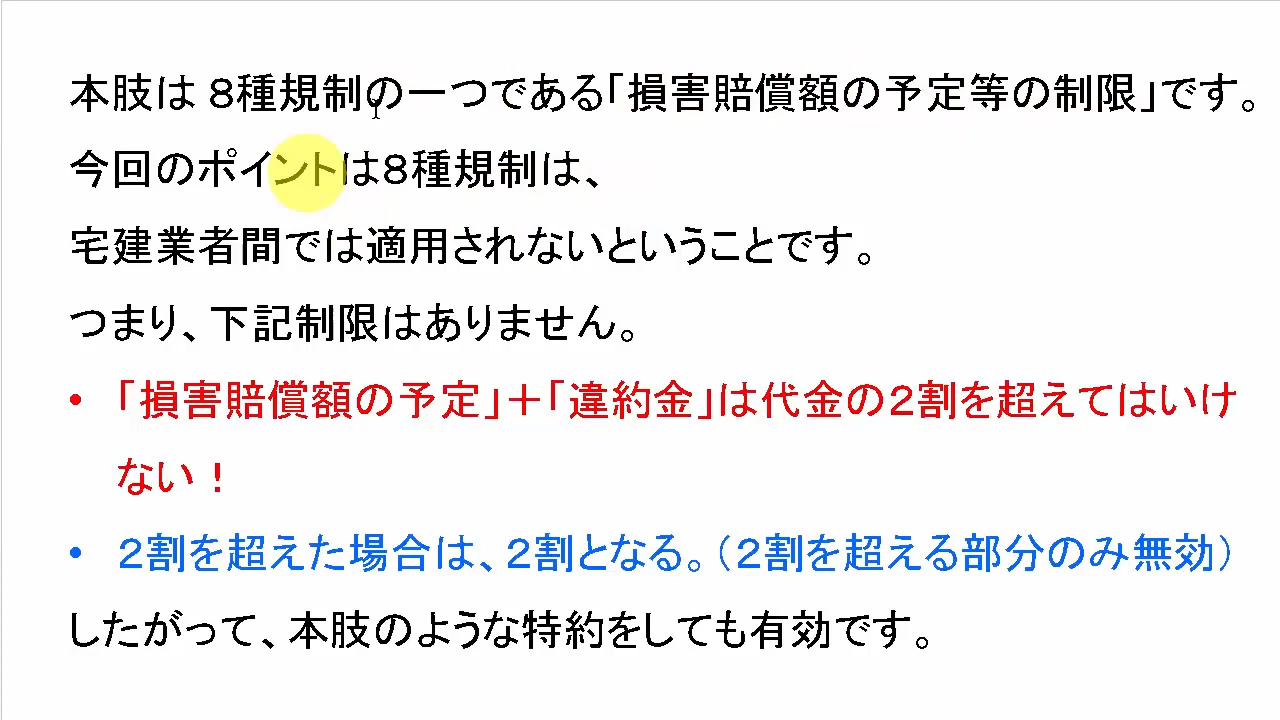 本肢は8種規制の一つである「損害賠償額の予定等の制限」です。
今回のポイントは8種規制は、
宅建業者間では適用されないということです。
つまり、下記制限はありません。
• 「損害賠償額の予定」＋「違約金」は代金の２割を超えてはいけ
ない！
• ２割を超えた場合は、２割となる。（２割を超える部分のみ無効）
したがって、本肢のような特約をしても有効です。